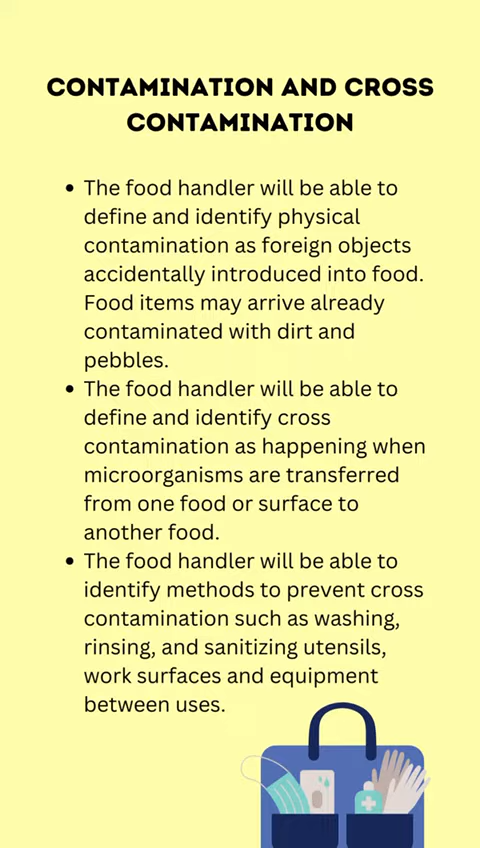 CONTAMINATION AND CROSS
CONTAMINATION
• The food handler will be able to
define and identify physical
contamination as foreign objects
accidentally introduced into food.
Food items may arrive already
contaminated with dirt and
pebbles.
• The food handler will be able to
define and identify cross
contamination as happening when
microorganisms are transferred
from one food or surface to
another food.
• The food handler will be able to
identify methods to prevent cross
contamination such as washing,
rinsing, and sanitizing utensils,
work surfaces and equipment
between uses.